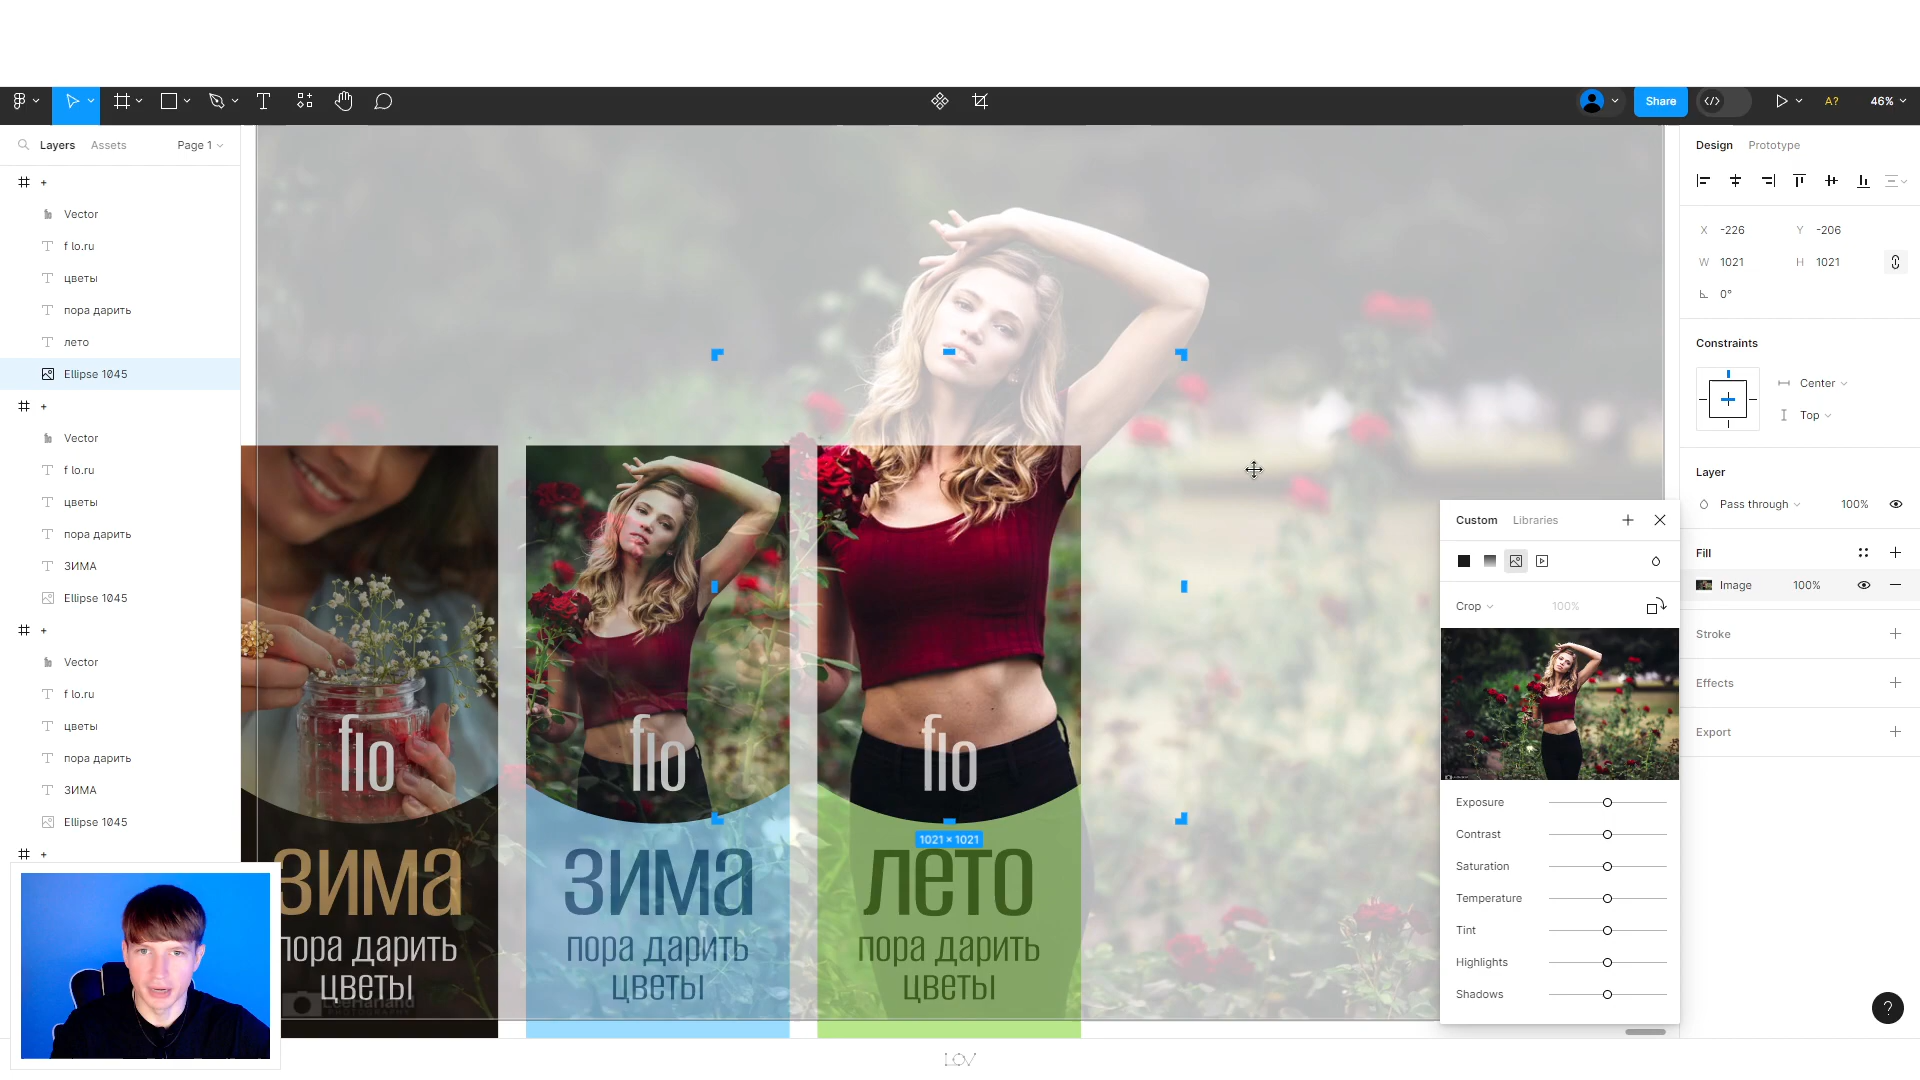 Share
A?
46%
Layers
Assets
Page 1
+
Vector
f lo.ru
цветы
пора дарить
лето
Ellipse 1045
+
Vector
f lo.ru
цветы
пора дарить
ЗИМА
Ellipse 1045
+
Vector
f lo.ru
цветы
пора дарить
ЗИМА
Ellipse 1045
+
flo
зима
пора дарить
цветы
flo
зима
пора дарить
цветы
flo
1021 × 1021
лето
пора дарить
цветы
Design
Prototype
X -226
Y -206
W 1021
H 1021
0°
Constraints
Center
Top
Layer
Pass through
100%
Fill
Image
100%
Stroke
Effects
Export
Custom
Libraries
Crop
100%
Exposure
Contrast
Saturation
Temperature
Tint
Highlights
Shadows
?
LOV